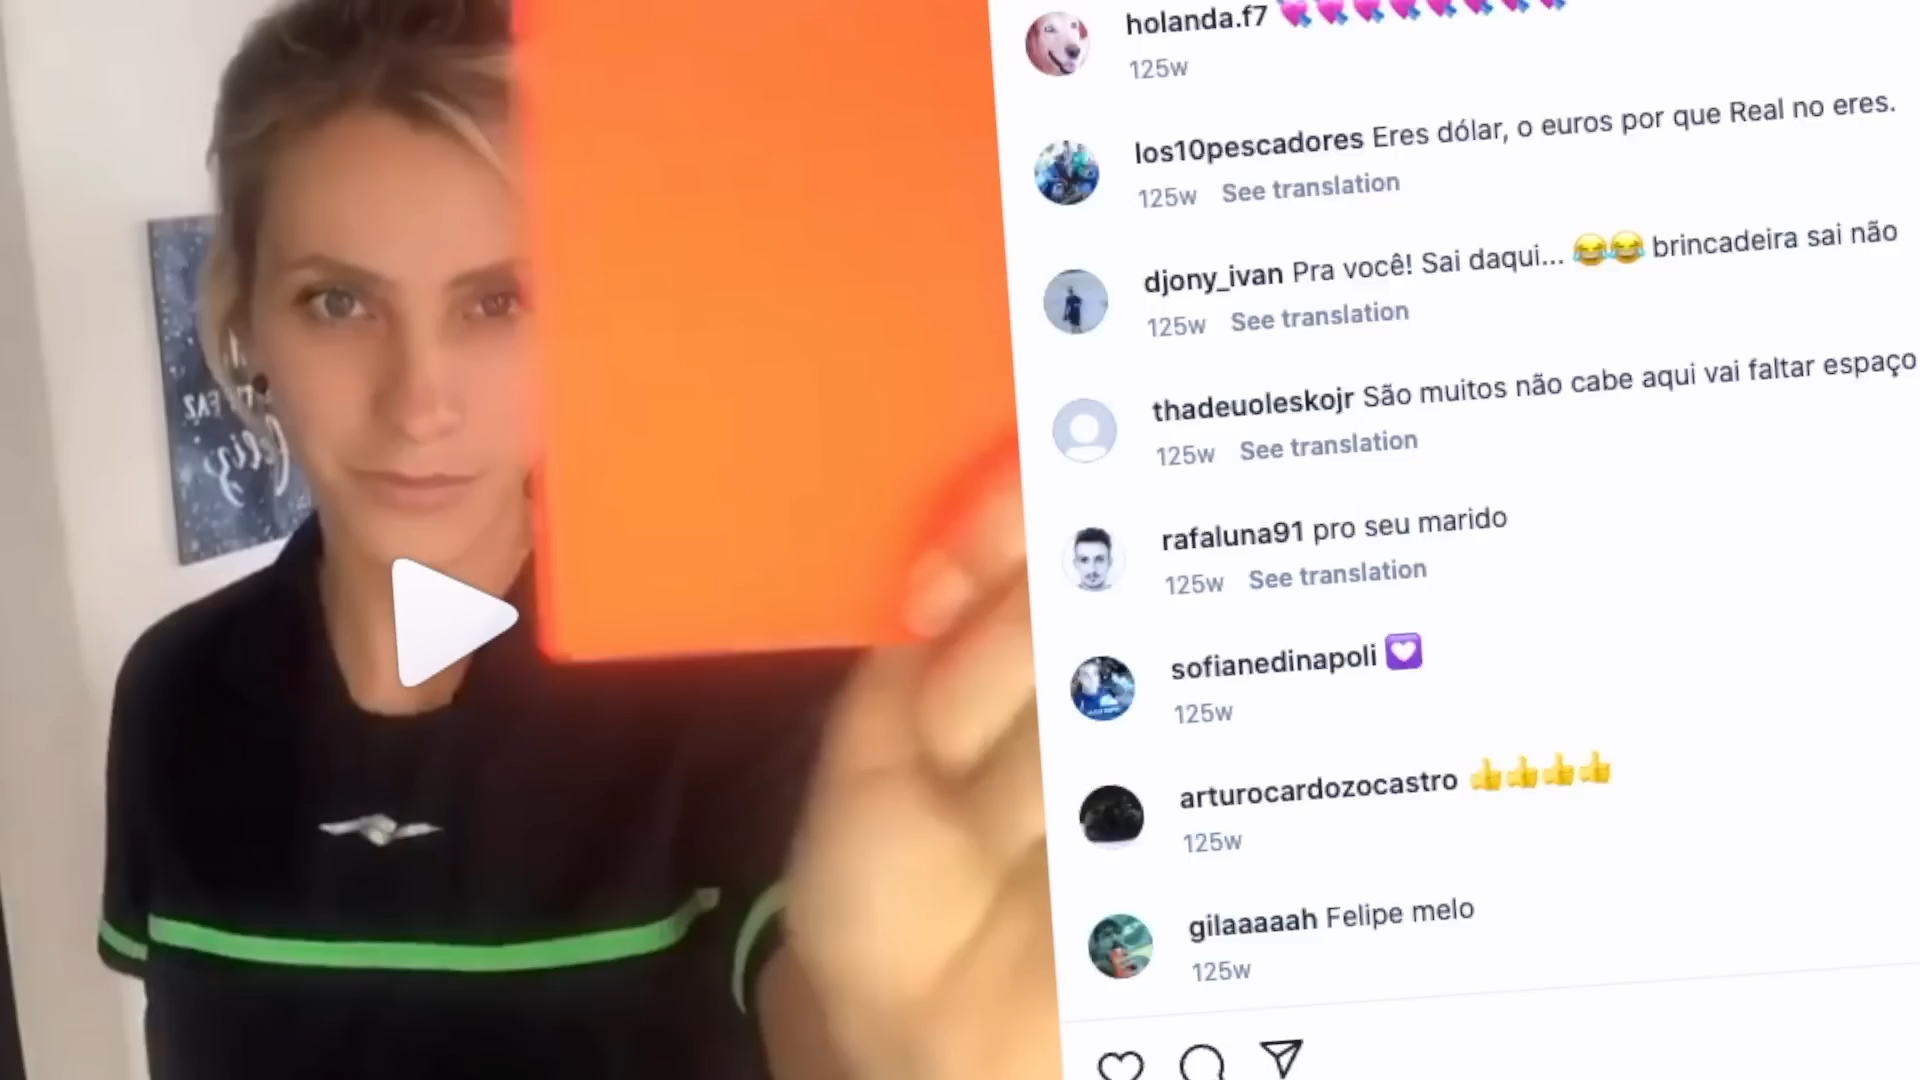 holanda.f7 💘💘💘💘💘💘💘💘
125w
los10pescadores Eres dólar, o euros por que Real no eres.
125w See translation
djony_ivan Pra você! Sai daqui... 😂😂 brincadeira sai não
125w See translation
thadeuoleskojr São muitos não cabe aqui vai faltar espaço
125w See translation
rafaluna91 pro seu marido
125w See translation
sofianedinapoli 💟
125w
arturocardozocastro 👍👍👍👍
125w
gilaaaaah Felipe melo
125w
FAZ
feliz